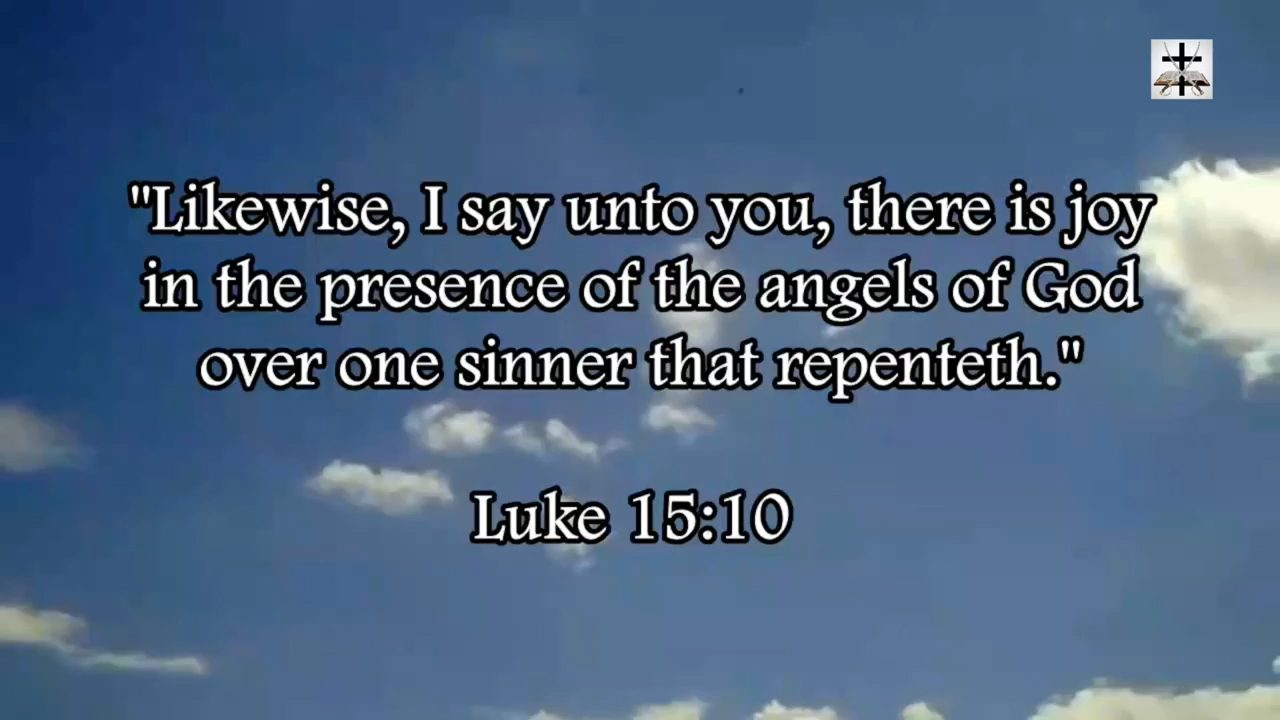 "Likewise, I say unto you, there is joy
in the presence of the angels of God
over one sinner that repenteth."
Luke 15:10